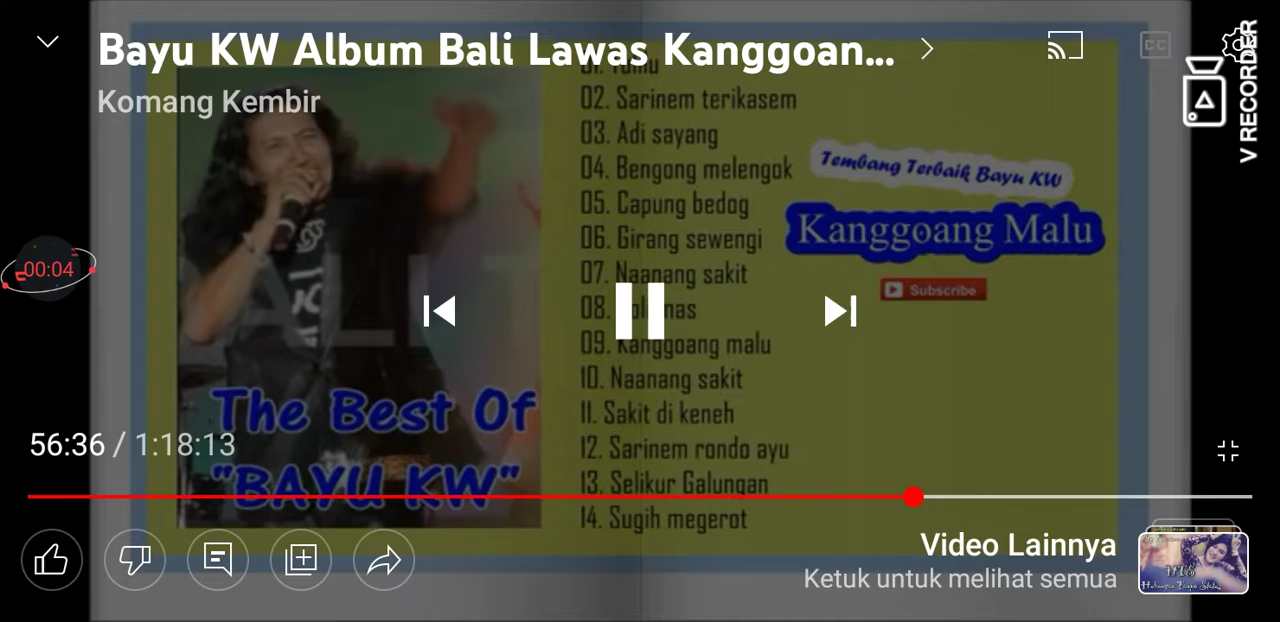 Bayu KW Album Bali Lawas Kanggoan...
Komang Kembir
CC
V RECORDER
02. Sarinem terikasem
03. Adi sayang
04. Bengong melengok
05. Capung bedog
06. Girang sewengi
07. Naanang sakit
08.
09. Kanggoang malu
10. Naanang sakit
11. Sakit di keneh
12. Sarinem rondo ayu
13. Selikur Galungan
14. Sugih megerot
Tembang Terbaik Bayu KW
Kanggoang Malu
Subscribe
00:04
The Best Of
"BAYU KW"
56:36 / 1:18:13
Video Lainnya
Ketuk untuk melihat semua